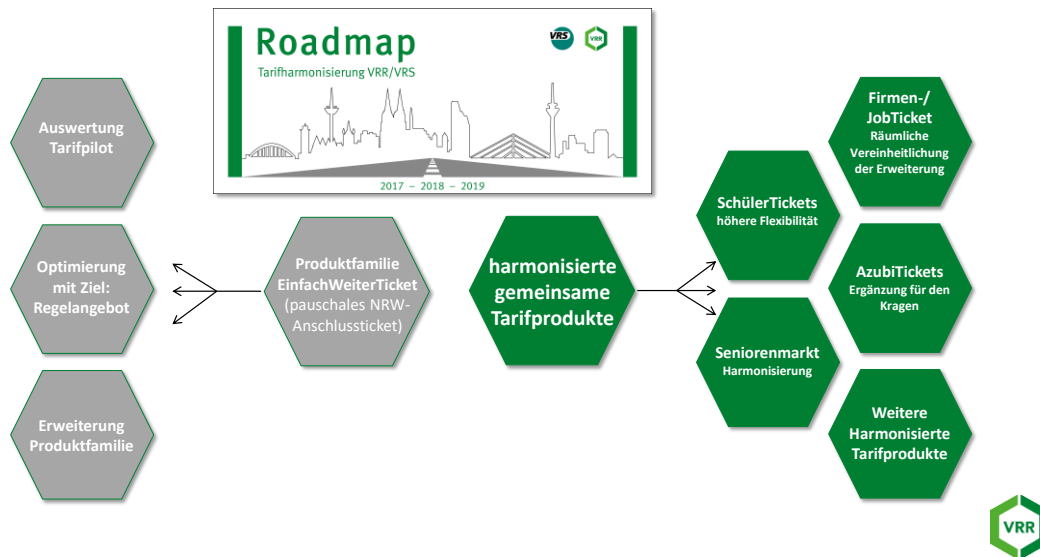 Roadmap
Tarifharmonisierung VRR/VRS
VRS
VRR
2017 – 2018 – 2019
Auswertung
Tarifpilot
Optimierung
mit Ziel:
Regelangebot
Erweiterung
Produktfamilie
Produktfamilie
EinfachWeiterTicket
(pauschales NRW-
Anschlussticket)
harmonisierte
gemeinsame
Tarifprodukte
SchülerTickets
höhere Flexibilität
Seniorenmarkt
Harmonisierung
Firmen-/
JobTicket
Räumliche
Vereinheitlichung
der Erweiterung
AzubiTickets
Ergänzung für den
Kragen
Weitere
Harmonisierte
Tarifprodukte
VRR